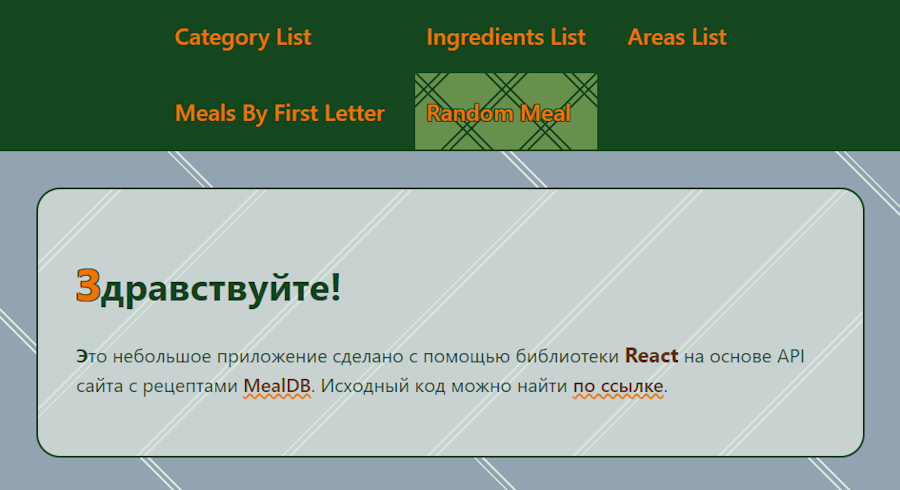 Category List Ingredients List Areas List
Meals By First Letter Random Meal
Здравствуйте!
Это небольшое приложение сделано с помощью библиотеки React на основе API
сайта с рецептами MealDB. Исходный код можно найти по ссылке.